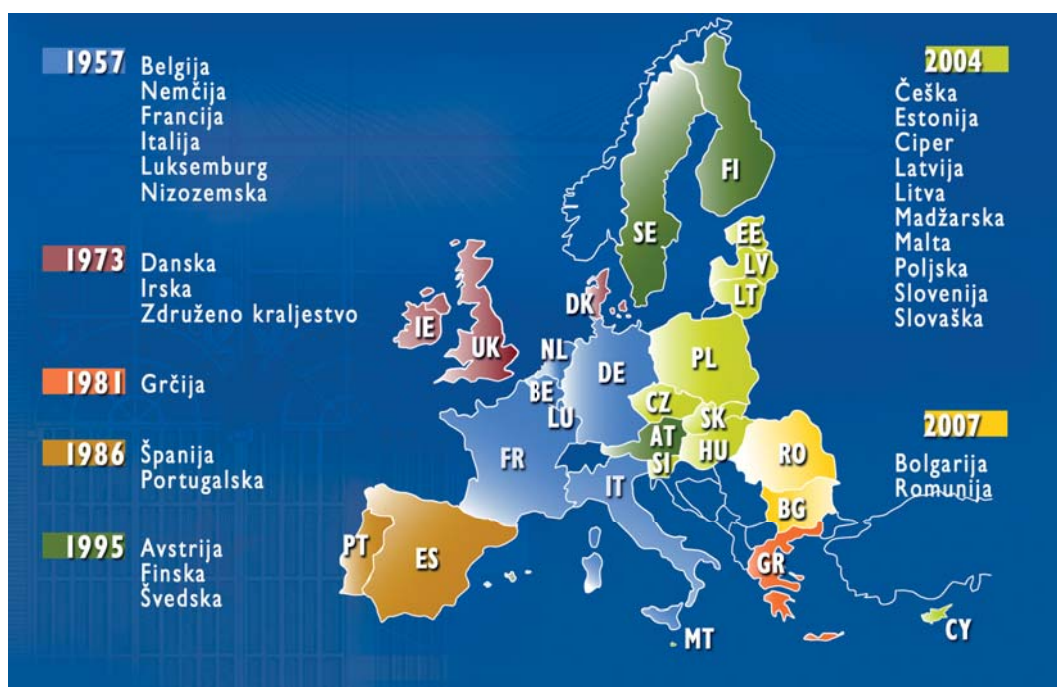 1957
Belgija
Nemčija
Francija
Italija
Luksemburg
Nizozemska
1973
Danska
Irska
Združeno kraljestvo
1981
Grčija
1986
Španija
Portugalska
1995
Avstrija
Finska
Švedska
2004
Češka
Estonija
Ciper
Latvija
Litva
Madžarska
Malta
Poljska
Slovenija
Slovaška
2007
Bolgarija
Romunija
FI
SE
EE
LV
LT
DK
IE
UK
NL
DE
PL
BE
LU
CZ
SK
AT
HU
SI
FR
IT
RO
BG
PT
ES
GR
MT
CY